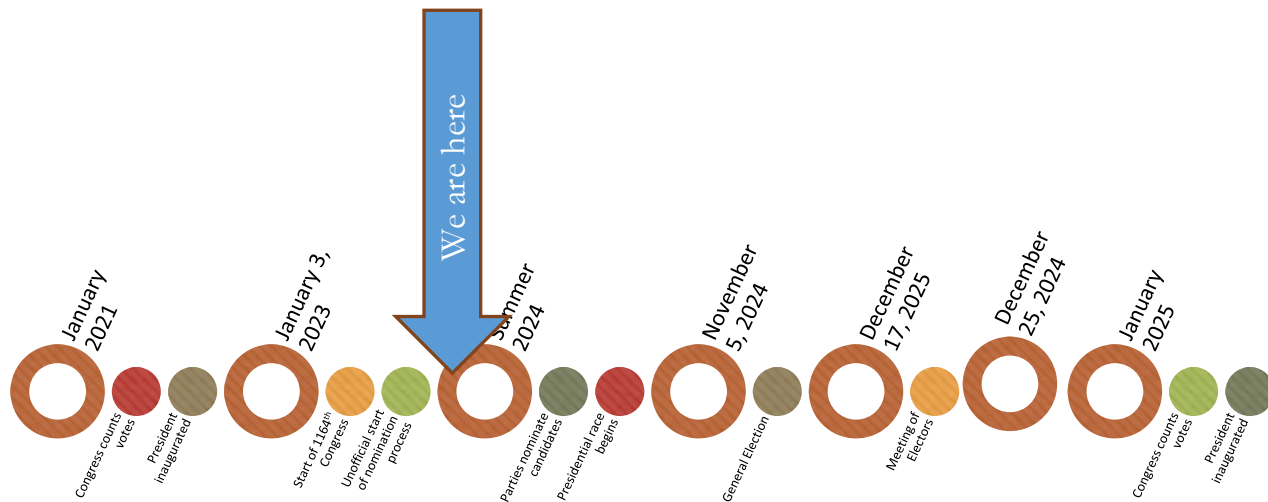 We are here
January
2021
Congress counts
votes
President
inaugurated
January 3,
2023
Start of 1164th
Congress
Unofficial start
of nomination
process
Summer
2024
Parties nominate
candidates
Presidential race
begins
November
5, 2024
General Election
December
17, 2025
Meeting of
Electors
December
25, 2024
January
2025
Congress counts
votes
President
inaugurated